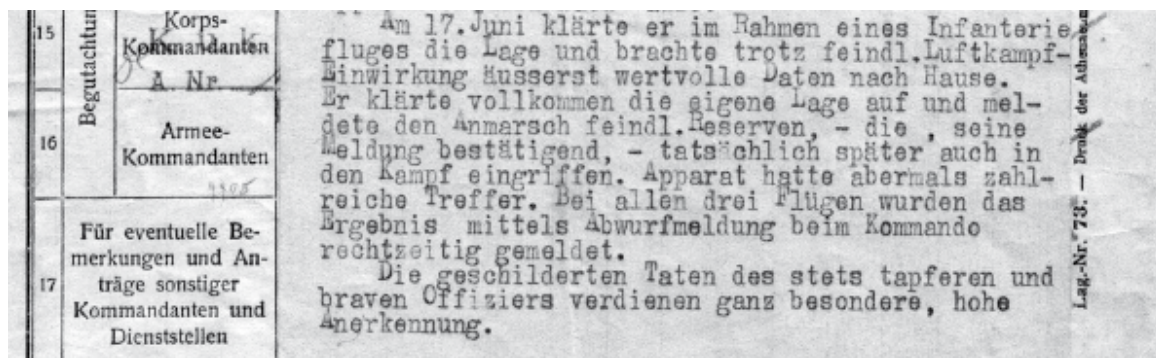 15
Begutachtung
Korps-
Kommandanten
A. Nr.
16
Armee-
Kommandanten
17
Für eventuelle Be-
merkungen und An-
träge sonstiger
Kommandanten und
Dienststellen
Am 17.Juni klärte er im Rahmen eines Infanterie
fluges die Lage und brachte trotz feindl.Luftkampf-
Einwirkung äusserst wertvolle Daten nach Hause.
Er klärte vollkommen die eigene Lage auf und mel-
dete den Anmarsch feindl.Reserven, - die , seine
Meldung bestätigend, - tatsächlich später auch in
den Kampf eingriffen. Apparat hatte abermals zahl-
reiche Treffer. Bei allen drei Flügen wurden das
Ergebnis mittels Abwurfmeldung beim Kommando
rechtzeitig gemeldet.
Die geschilderten Taten des stets tapferen und
braven Offiziers verdienen ganz besondere, hohe
Anerkennung.
Lag.-Nr. 73. — Druck der